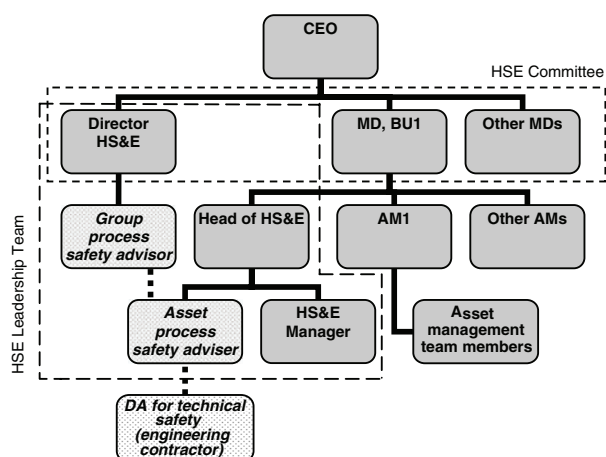 CEO
HSE Committee
Director
HS&E
MD, BU1
Other MDs
HSE Leadership Team
Group
process
safety advisor
Head of HS&E
AM1
Other AMs
Asset
process
safety adviser
HS&E
Manager
Asset
management
team members
DA for technical
safety
(engineering
contractor)